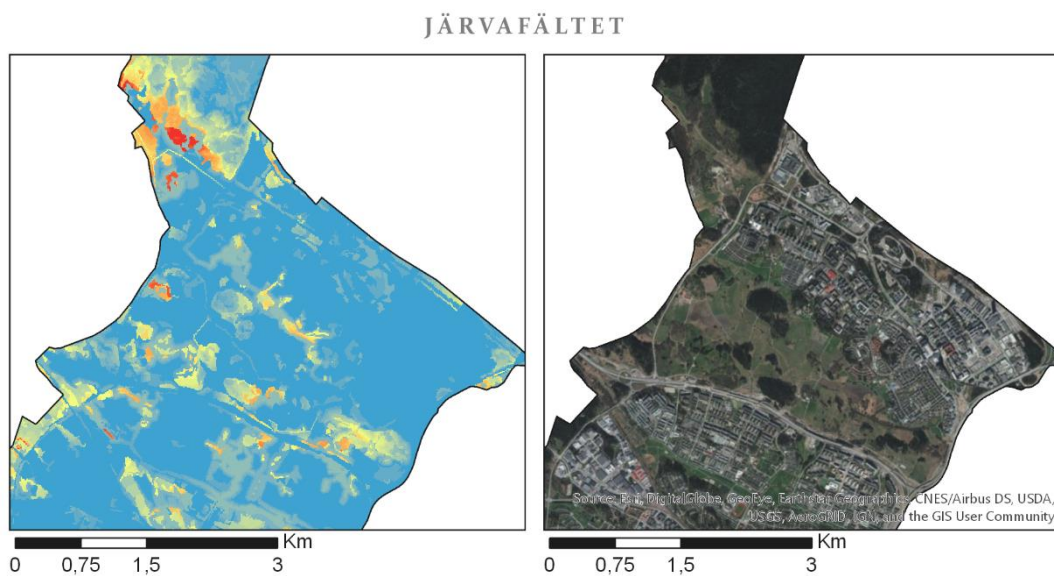 JÄRVAFÄLTET
Source: Esri, DigitalGlobe, GeoEye, Earthstar Geographics, CNES/Airbus DS, USDA,
USGS, AeroGRID, IGN, and the GIS User Community
0 0,75 1,5 3 Km
0 0,75 1,5 3 Km